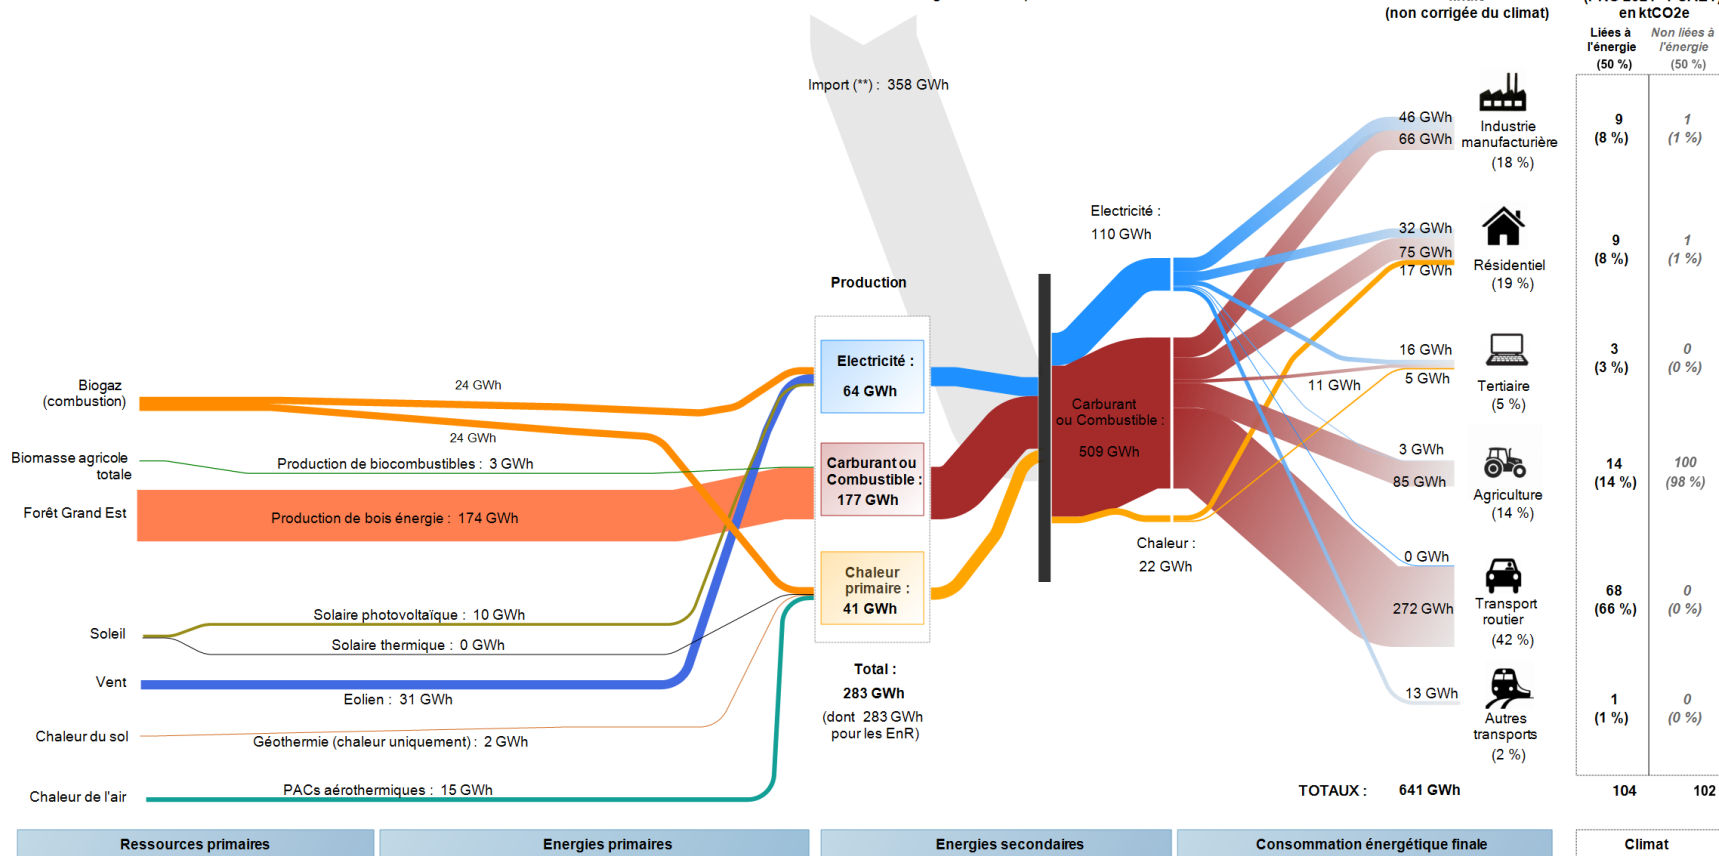 (non corrigée du climat)
en ktCO2e
Liées à
l'énergie
(50 %)
Non liées à
l'énergie
(50 %)
Import (**) : 358 GWh
46 GWh
66 GWh
Industrie
manufacturière
(18 %)
9
(8 %)
1
(1 %)
Electricité :
110 GWh
32 GWh
75 GWh
17 GWh
Résidentiel
(19 %)
9
(8 %)
1
(1 %)
Production
Electricité :
64 GWh
16 GWh
5 GWh
11 GWh
Tertiaire
(5 %)
3
(3 %)
0
(0 %)
Biogaz
(combustion)
24 GWh
24 GWh
Carburant
ou Combustible :
509 GWh
Biomasse agricole
totale
Production de biocombustibles : 3 GWh
Carburant ou
Combustible :
177 GWh
3 GWh
85 GWh
Agriculture
(14 %)
14
(14 %)
100
(98 %)
Forêt Grand Est
Production de bois énergie : 174 GWh
Chaleur :
22 GWh
Chaleur
primaire :
41 GWh
0 GWh
272 GWh
Transport
routier
(42 %)
68
(66 %)
0
(0 %)
Soleil
Solaire photovoltaïque : 10 GWh
Solaire thermique : 0 GWh
Vent
Eolien : 31 GWh
Total :
283 GWh
(dont 283 GWh
pour les EnR)
13 GWh
Autres
transports
(2 %)
1
(1 %)
0
(0 %)
Chaleur du sol
Géothermie (chaleur uniquement) : 2 GWh
Chaleur de l'air
PACs aérothermiques : 15 GWh
TOTAUX : 641 GWh
104
102
Ressources primaires
Energies primaires
Energies secondaires
Consommation énergétique finale
Climat